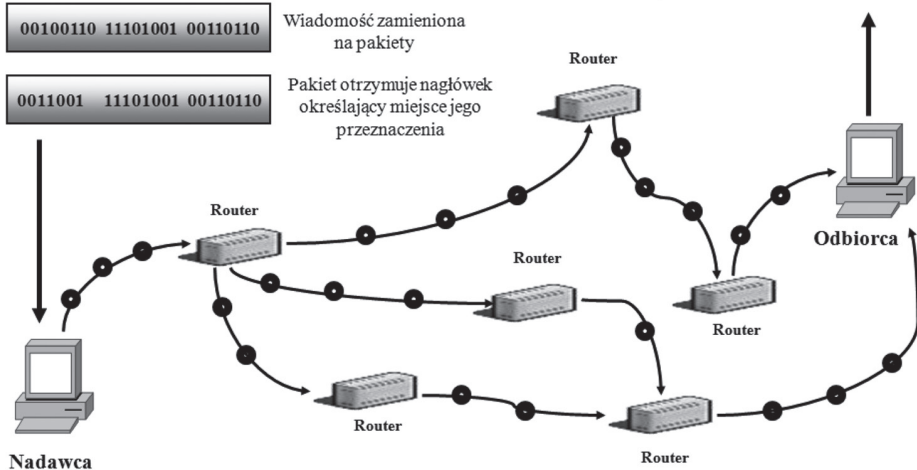 00100110 11101001 00110110
Wiadomość zamieniona
na pakiety
0011001 11101001 00110110
Pakiet otrzymuje nagłówek
określający miejsce jego
przeznaczenia
Router
Router
Router
Odbiorca
Router
Router
Router
Nadawca